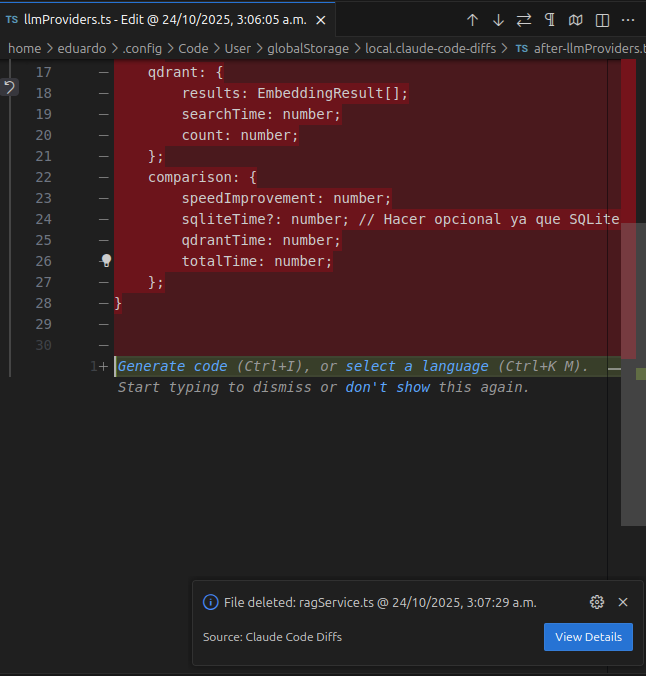 TS llmProviders.ts - Edit @ 24/10/2025, 3:06:05 a.m.
home > eduardo > .config > Code > User > globalStorage > local.claude-code-diffs > TS after-llmProviders.t
17 — qdrant: {
18 — results: EmbeddingResult[];
19 — searchTime: number;
20 — count: number;
21 — };
22 — comparison: {
23 — speedImprovement: number;
24 — sqliteTime?: number; // Hacer opcional ya que SQLite
25 — qdrantTime: number;
26 — totalTime: number;
27 — };
28 — }
29 —
30 —
1+ Generate code (Ctrl+I), or select a language (Ctrl+K M).
Start typing to dismiss or don't show this again.
File deleted: ragService.ts @ 24/10/2025, 3:07:29 a.m.
Source: Claude Code Diffs
View Details